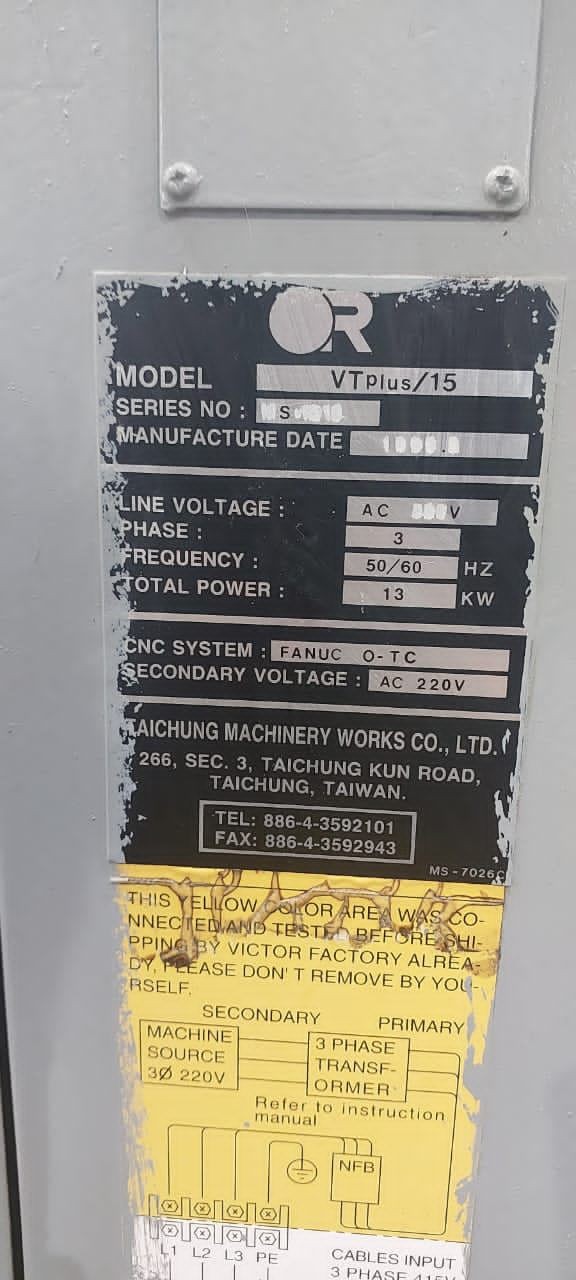 MODEL VTplus/15
SERIES NO :
MANUFACTURE DATE
LINE VOLTAGE : AC V
PHASE : 3
FREQUENCY : 50/60 HZ
TOTAL POWER : 13 KW
CNC SYSTEM : FANUC O-TC
SECONDARY VOLTAGE : AC 220V
TAICHUNG MACHINERY WORKS CO., LTD.
266, SEC. 3, TAICHUNG KUN ROAD,
TAICHUNG, TAIWAN.
TEL: 886-4-3592101
FAX: 886-4-3592943
MS-7026C
THIS YELLOW COLOR AREA WAS CO-
NNECTED AND TESTED BEFORE SHI-
PPING BY VICTOR FACTORY ALREA-
DY, PLEASE DON'T REMOVE BY YOU-
RSELF.
SECONDARY PRIMARY
MACHINE
SOURCE
3Ø 220V
3 PHASE
TRANSF-
ORMER
Refer to instruction
manual
NFB
L1 L2 L3 PE
CABLES INPUT
3 PHASE 415V